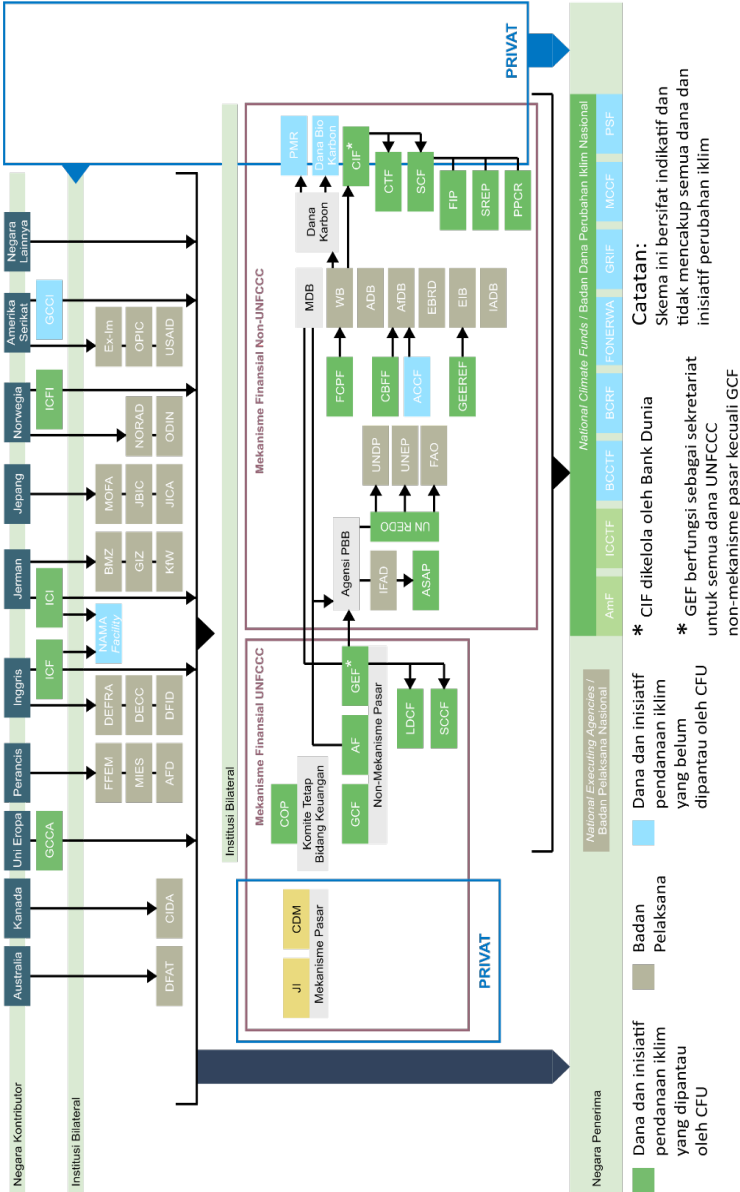 Negara Kontributor
Australia
Kanada
Uni Eropa
Perancis
Inggris
Jerman
Jepang
Norwegia
Amerika
Serikat
Negara
Lainnya
GCCA
ICF
ICI
ICFI
GCCI
Institusi Bilateral
DFAT
CIDA
FFEM
MIES
AFD
DEFRA
DECC
DFID
NAMA
Facility
BMZ
GIZ
KfW
MOFA
JBIC
JICA
NORAD
ODIN
Ex-Im
OPIC
USAID
PRIVAT
Institusi Bilateral
Mekanisme Finansial UNFCCC
JI
CDM
Mekanisme Pasar
PRIVAT
COP
Komite Tetap
Bidang Keuangan
GCF
AF
GEF*
Non-Mekanisme Pasar
LDCF
SCCF
Mekanisme Finansial Non-UNFCCC
Agensi PBB
IFAD
ASAP
UN REDO
UNDP
UNEP
FAO
MDB
WB
ADB
AfDB
EBRD
EIB
IADB
FCPF
CBFF
ACCF
GEEREF
Dana
Karbon
PMR
Dana Bio
Karbon
CIF*
CTF
SCF
FIP
SREP
PPCR
Negara Penerima
National Executing Agencies /
Badan Pelaksana Nasional
National Climate Funds / Badan Dana Perubahan Iklim Nasional
AmF
ICCTF
BCCTF
BCRF
FONERWA
GRIF
MCCF
PSF
Dana dan inisiatif
pendanaan iklim
yang dipantau
oleh CFU
Badan
Pelaksana
Dana dan inisiatif
pendanaan iklim
yang belum
dipantau oleh CFU
* CIF dikelola oleh Bank Dunia
* GEF berfungsi sebagai sekretariat
untuk semua dana UNFCCC
non-mekanisme pasar kecuali GCF
Catatan:
Skema ini bersifat indikatif dan
tidak mencakup semua dana dan
inisiatif perubahan iklim